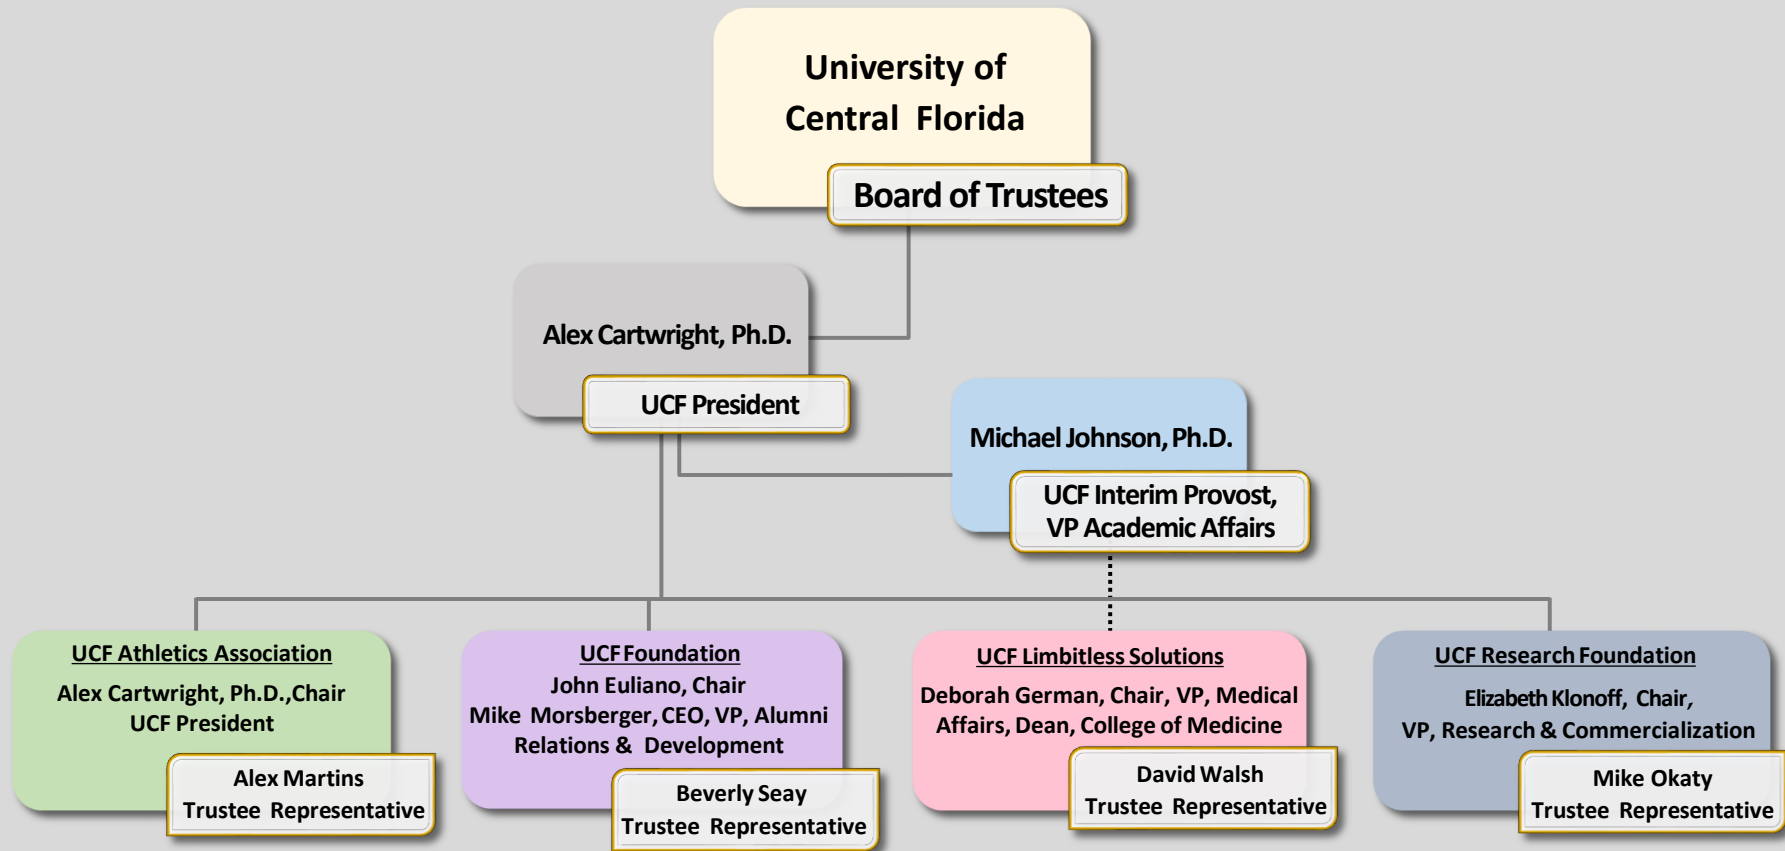 University of
Central Florida
Board of Trustees
Alex Cartwright, Ph.D.
UCF President
Michael Johnson, Ph.D.
UCF Interim Provost,
VP Academic Affairs
UCF Athletics Association
Alex Cartwright, Ph.D.,Chair
UCF President
Alex Martins
Trustee Representative
UCF Foundation
John Euliano, Chair
Mike Morsberger, CEO, VP, Alumni
Relations & Development
Beverly Seay
Trustee Representative
UCF Limbitless Solutions
Deborah German, Chair, VP, Medical
Affairs, Dean, College of Medicine
David Walsh
Trustee Representative
UCF Research Foundation
Elizabeth Klonoff, Chair,
VP, Research & Commercialization
Mike Okaty
Trustee Representative